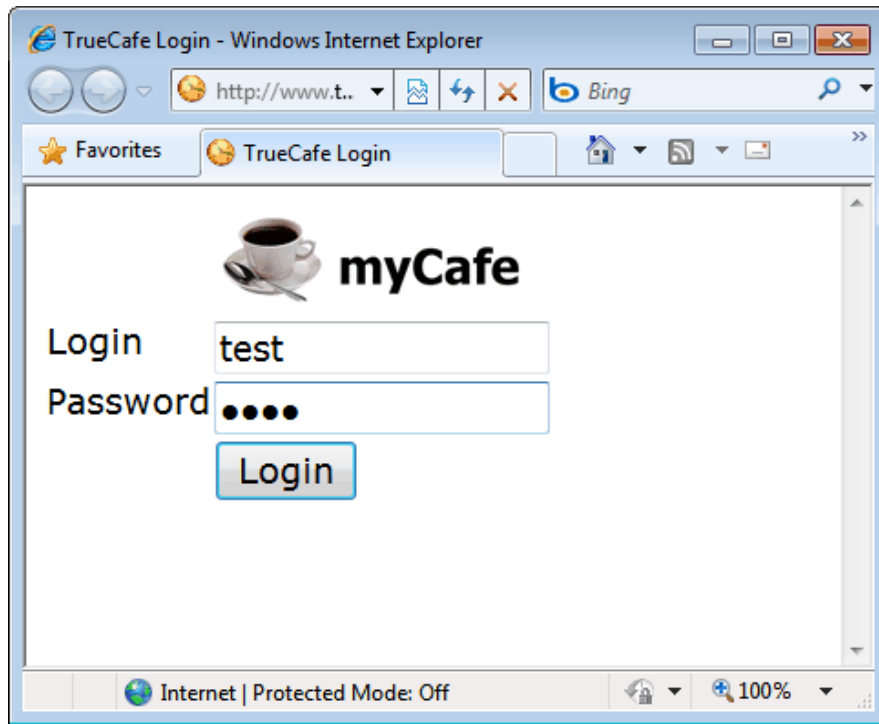 TrueCafe Login - Windows Internet Explorer
http://www.t..
Bing
Favorites
TrueCafe Login
»
myCafe
Login
test
Password
••••
Login
Internet | Protected Mode: Off
100%